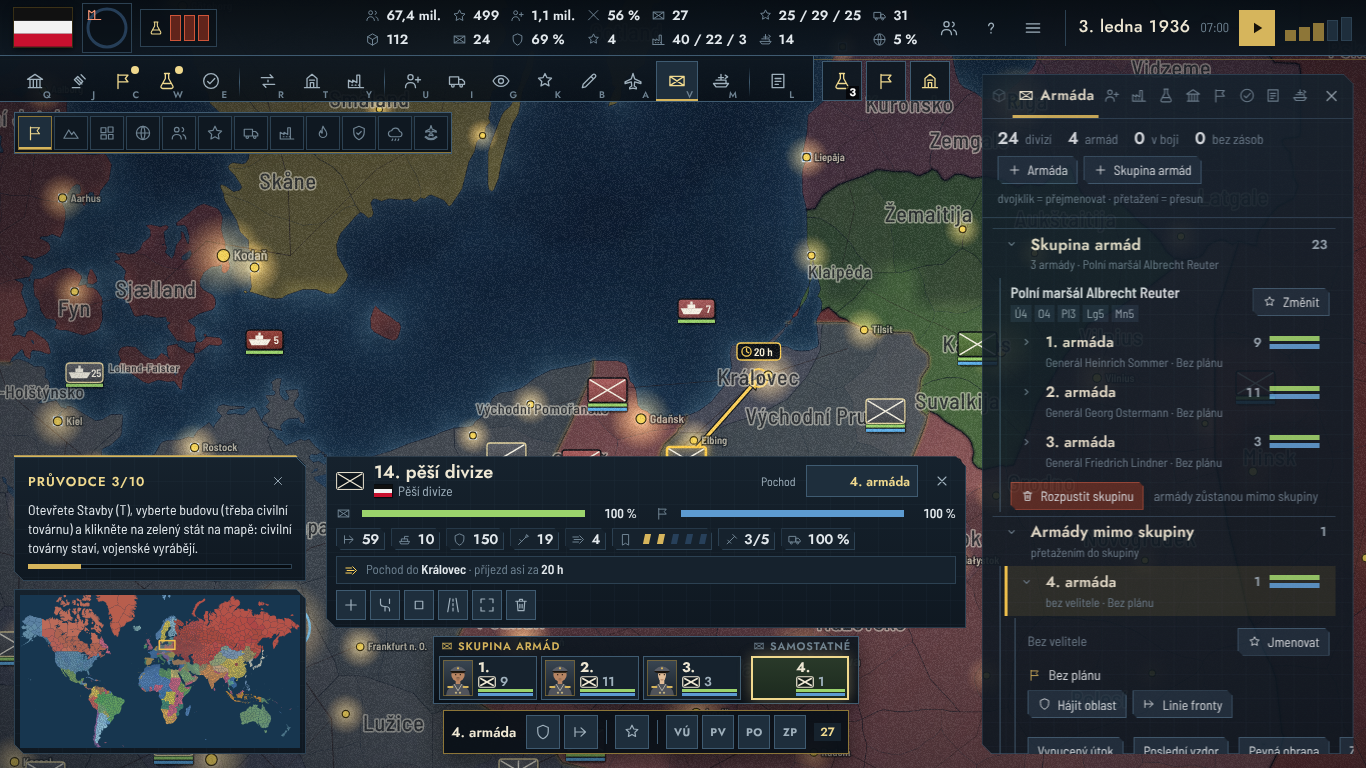 67,4 mil. 499 1,1 mil. 56 % 27 25 / 29 / 25 31
112 24 69 % 4 40 / 22 / 3 14 5 %
3. ledna 1936 07:00
Q J C W E R T Y U I O K B A V M L 3
Vidzeme
Kuronsko
Skåne
Liepāja
Aarhus
Žemaitija
Kodaň
Klaipėda
Sjælland
Fyn
7
Tilsit
5
20 h
Lolland-Falster
25
Královec
-Holštýnsko
Východní Pomořansko
Gdaňsk
Východní Pru
Suvalkij
Kiel
Elbing
Rostock
Frankfurt n. O.
Lužice
PRŮVODCE 3/10
Otevřete Stavby (T), vyberte budovu (třeba civilní
továrnu) a klikněte na zelený stát na mapě: civilní
továrny staví, vojenské vyrábějí.
14. pěší divize
Pěší divize
Pochod
4. armáda
100 % 100 %
59 10 150 19 4 3/5 100 %
Pochod do Královec · příjezd asi za 20 h
SKUPINA ARMÁD SAMOSTATNÉ
1. 9
2. 11
3. 3
4. 1
4. armáda VÚ PV PO ZP 27
Armáda
24 divizí 4 armád 0 v boji 0 bez zásob
Armáda Skupina armád
dvojklik = přejmenovat · přetažení = přesun
Skupina armád 23
3 armády · Polní maršál Albrecht Reuter
Polní maršál Albrecht Reuter
Změnit
Ú4 O4 Pl3 Lg5 Mn5
1. armáda 9
Generál Heinrich Sommer · Bez plánu
2. armáda 11
Generál Georg Ostermann · Bez plánu
3. armáda 3
Generál Friedrich Lindner · Bez plánu
Rozpustit skupinu armády zůstanou mimo skupiny
Armády mimo skupiny 1
přetažením do skupiny
4. armáda 1
bez velitele · Bez plánu
Bez velitele Jmenovat
Bez plánu
Hájit oblast Linie fronty
Vynucený útok Poslední vzdor Pevná obrana